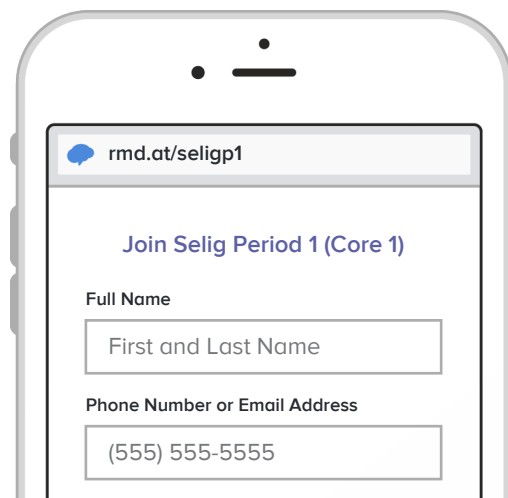 rmd.at/seligp1
Join Selig Period 1 (Core 1)
Full Name
First and Last Name
Phone Number or Email Address
(555) 555-5555